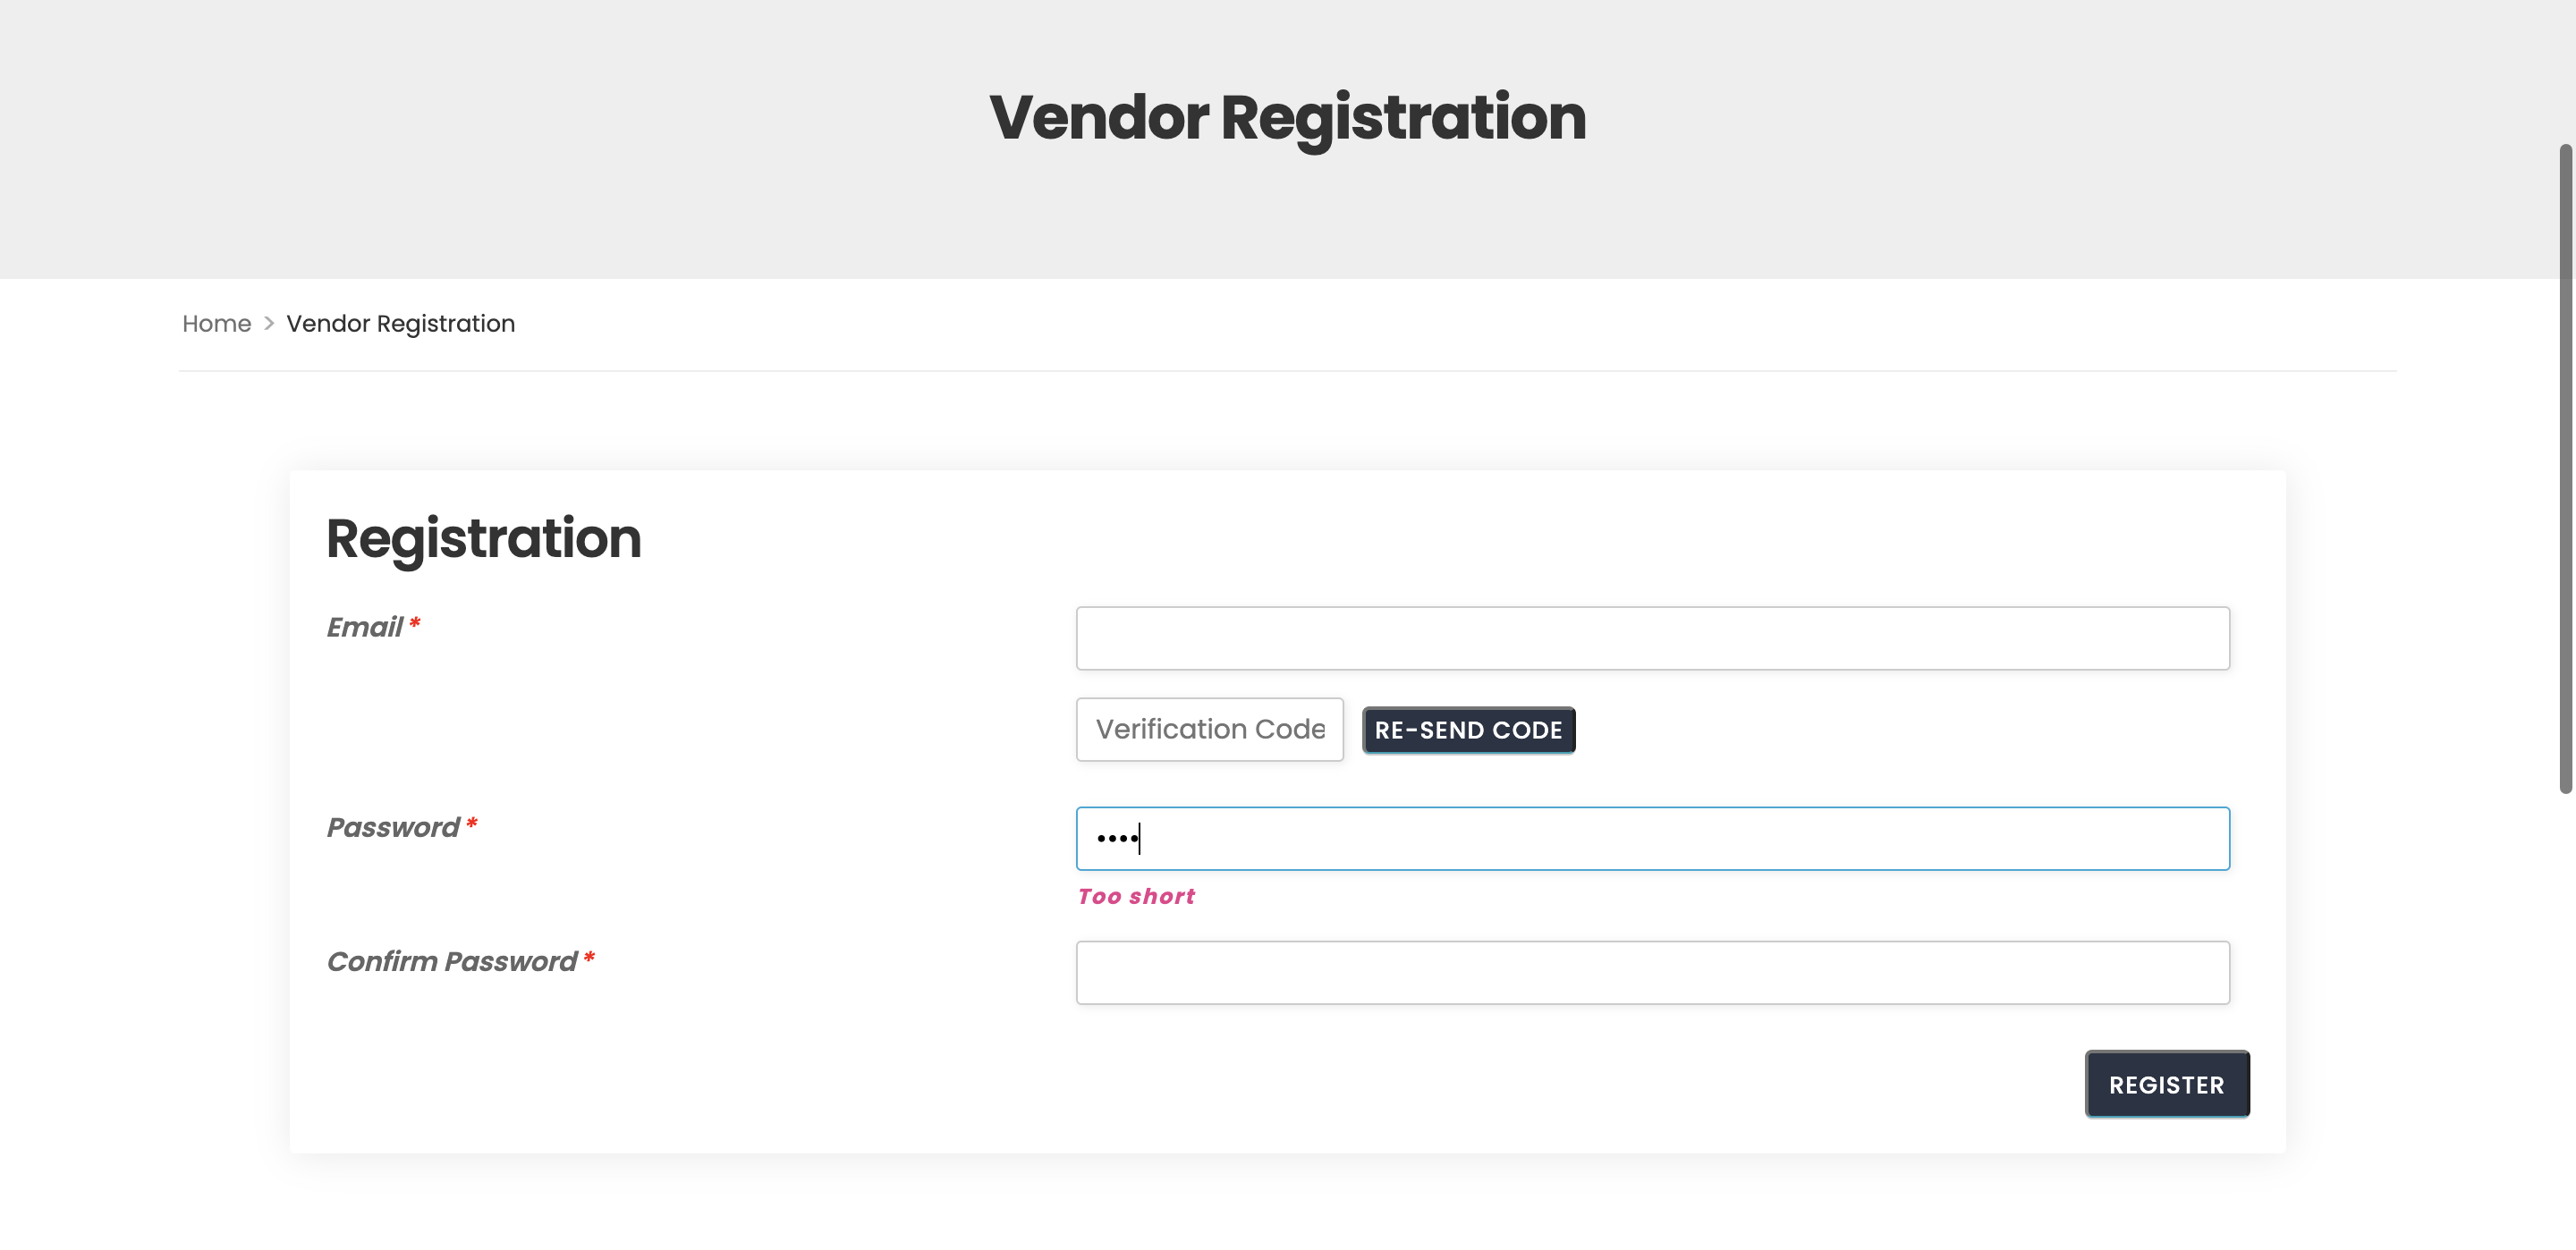 Vendor Registration
Home > Vendor Registration
Registration
Email *
Verification Code
RE-SEND CODE
Password *
••••
Too short
Confirm Password *
REGISTER